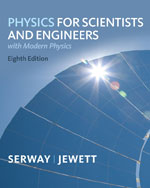 PHYSICS FOR SCIENTISTS
AND ENGINEERS
with Modern Physics
Eighth Edition
SERWAY | JEWETT